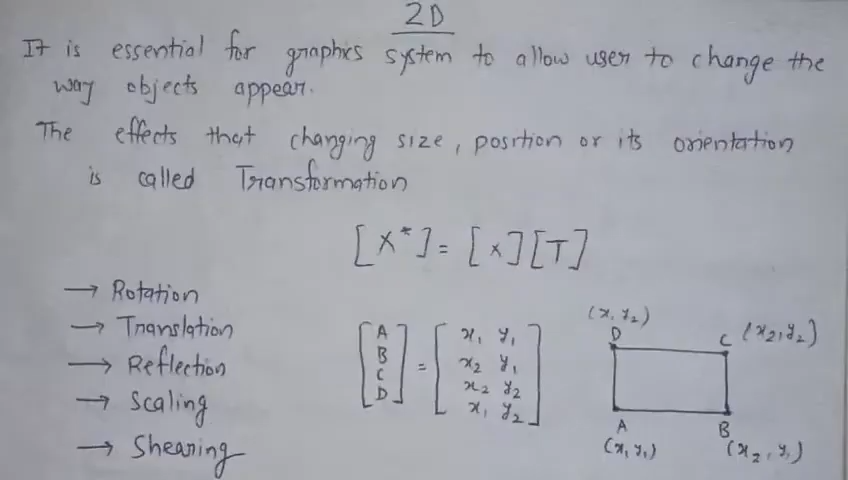 2D
It is essential for graphics system to allow user to change the
way objects appear.
The effects that changing size, position or its orientation
is called Transformation
[X*] = [x][T]
→ Rotation
→ Translation
→ Reflection
→ Scaling
→ Shearing
[A B C D] = [x₁ y₁
x₂ y₁
x₂ y₂
x₁ y₂]
(x₁ y₂)
D
C (x₂, y₂)
A
B
(x₁ y₁)
(x₂, y₁)